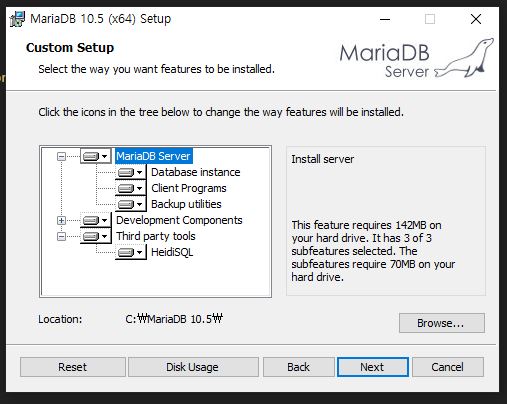 MariaDB 10.5 (x64) Setup
Custom Setup
Select the way you want features to be installed.
MariaDB
Server
Click the icons in the tree below to change the way features will be installed.
MariaDB Server
Database instance
Client Programs
Backup utilities
Development Components
Third party tools
HeidiSQL
Install server
This feature requires 142MB on
your hard drive. It has 3 of 3
subfeatures selected. The
subfeatures require 70MB on your
hard drive.
Location: C:₩MariaDB 10.5₩
Browse...
Reset Disk Usage Back Next Cancel